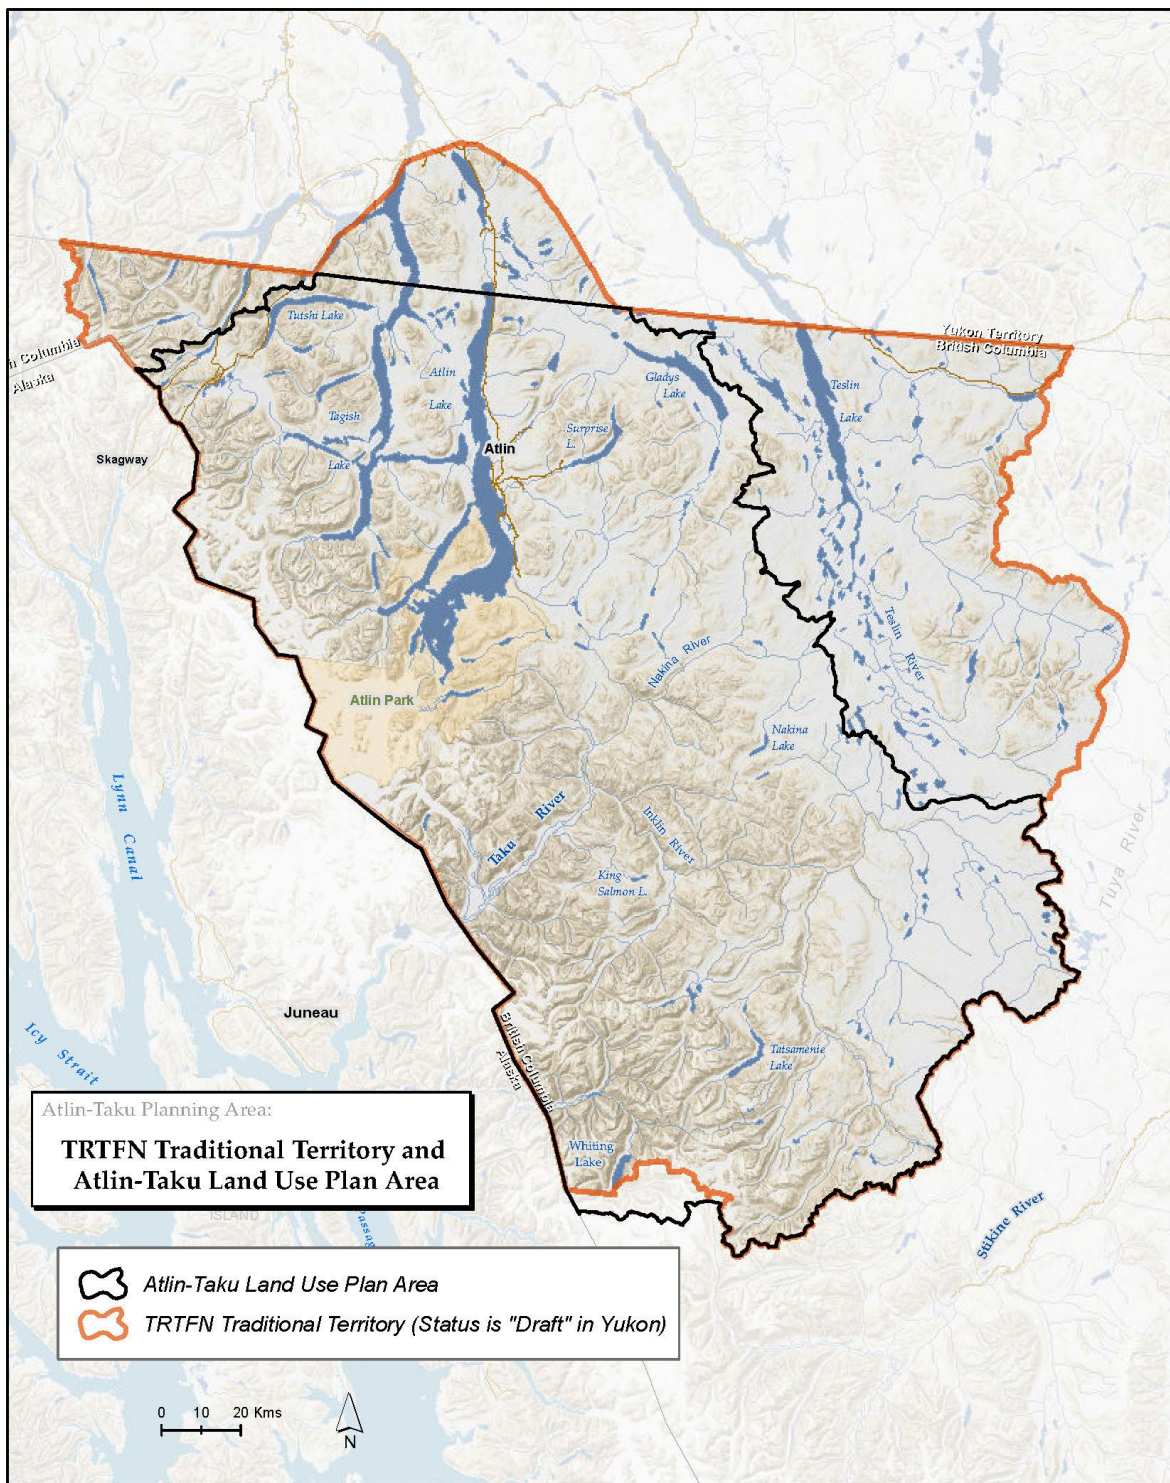 Yukon Territory
British Columbia
h Columbia
Alaska
Tutshi Lake
Atlin
Lake
Gladys
Lake
Teslin
Lake
Tagish
Lake
Surprise
L.
Atlin
Skagway
Teslin
River
Nakina River
Atlin Park
Nakina
Lake
Lynn
Canal
Taku
River
Inklin
River
King
Salmon L.
Tuya River
Juneau
Icy Strait
British Columbia
Alaska
Tatsamenie
Lake
Whiting
Lake
Stikine River
Atlin-Taku Planning Area:
TRTFN Traditional Territory and
Atlin-Taku Land Use Plan Area
ISLAND
Passag
Atlin-Taku Land Use Plan Area
TRTFN Traditional Territory (Status is "Draft" in Yukon)
0 10 20 Kms
N